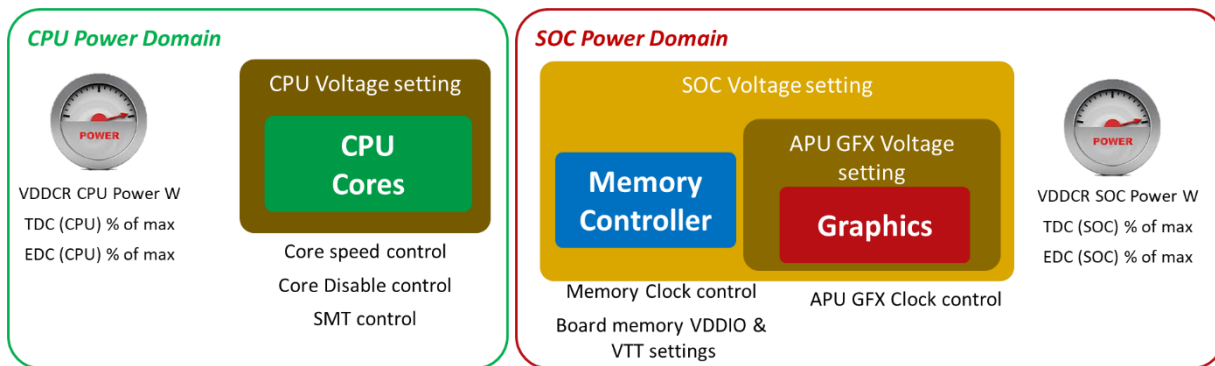 CPU Power Domain
POWER
VDDCR CPU Power W
TDC (CPU) % of max
EDC (CPU) % of max
CPU Voltage setting
CPU
Cores
Core speed control
Core Disable control
SMT control
SOC Power Domain
SOC Voltage setting
Memory
Controller
APU GFX Voltage
setting
Graphics
Memory Clock control
Board memory VDDIO &
VTT settings
APU GFX Clock control
POWER
VDDCR SOC Power W
TDC (SOC) % of max
EDC (SOC) % of max